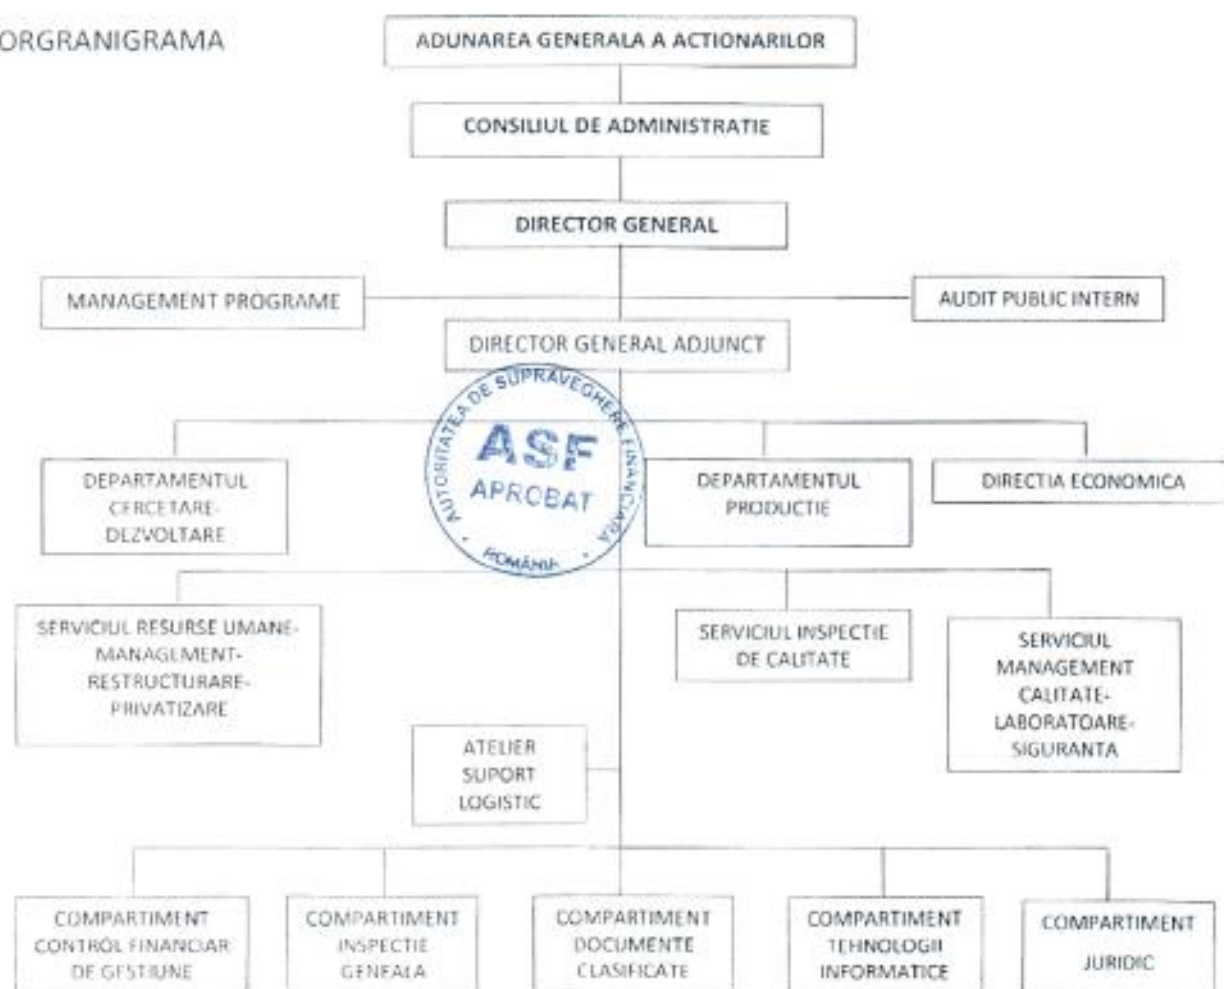 ORGRANIGRAMA
ADUNAREA GENERALA A ACTIONARILOR
CONSILIUL DE ADMINISTRATIE
DIRECTOR GENERAL
MANAGEMENT PROGRAME
AUDIT PUBLIC INTERN
DIRECTOR GENERAL ADJUNCT
AUTORITATEA DE SUPRAVEGHERE FINANCIARĂ
ASF
APROBAT
ROMÂNIA
DEPARTAMENTUL
CERCETARE-
DEZVOLTARE
DEPARTAMENTUL
PRODUCTIE
DIRECTIA ECONOMICA
SERVICIUL RESURSE UMANE-
MANAGEMENT-
RESTRUCTURARE-
PRIVATIZARE
SERVICIUL INSPECTIE
DE CALITATE
SERVICIUL
MANAGEMENT
CALITATE-
LABORATOARE-
SIGURANTA
ATELIER
SUPORT
LOGISTIC
COMPARTIMENT
CONTROL FINANCIAR
DE GESTIUNE
COMPARTIMENT
INSPECTIE
GENEALA
COMPARTIMENT
DOCUMENTE
CLASIFICATE
COMPARTIMENT
TEHNOLOGII
INFORMATICE
COMPARTIMENT
JURIDIC